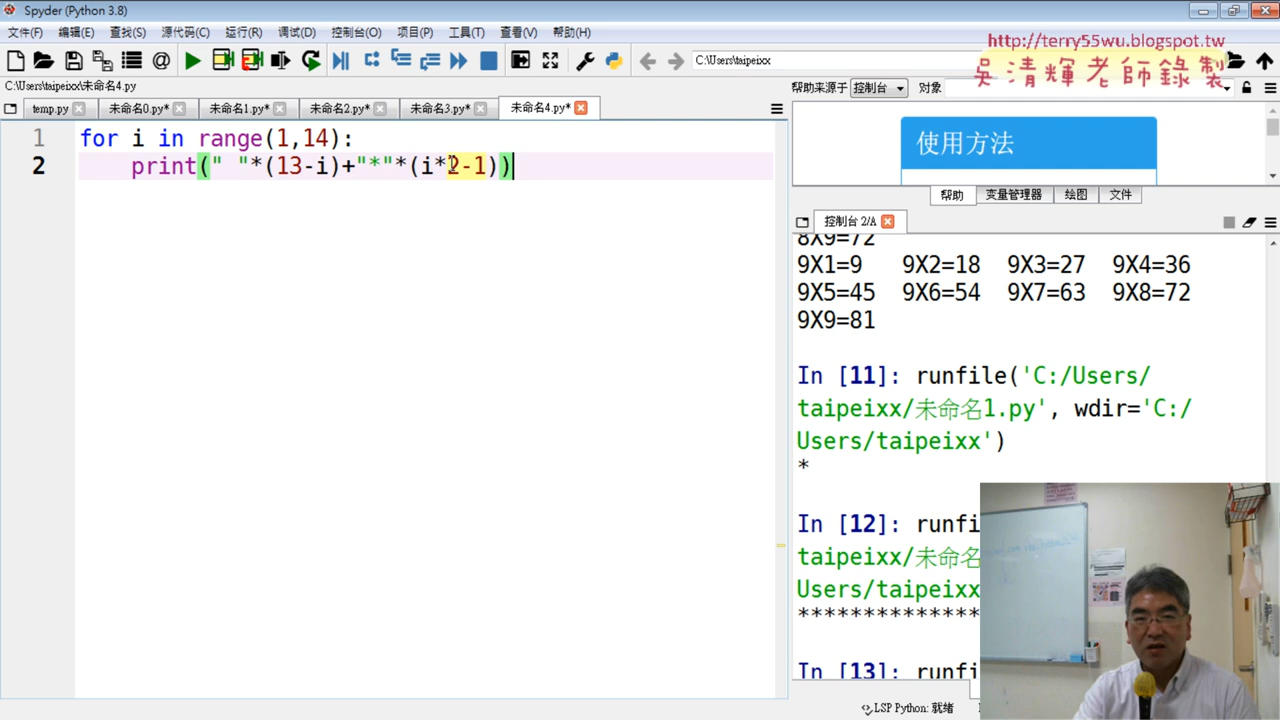 Spyder (Python 3.8)
文件(F) 编辑(E) 查找(S) 源代码(C) 运行(R) 调试(D) 控制台(O) 项目(P) 工具(T) 查看(V) 帮助(H)
http://terry55wu.blogspot.tw
吳清輝老師錄製
C:\Users\taipeixx
C:\Users\taipeixx\未命名4.py
帮助来源于 控制台 对象
temp.py 未命名0.py* 未命名1.py* 未命名2.py* 未命名3.py* 未命名4.py*
1 for i in range(1,14):
2 print(" "*(13-i)+"*"*(i*2-1))
使用方法
帮助 变量管理器 绘图 文件
控制台 2/A
8X9=72
9X1=9 9X2=18 9X3=27 9X4=36
9X5=45 9X6=54 9X7=63 9X8=72
9X9=81
In [11]: runfile('C:/Users/
taipeixx/未命名1.py', wdir='C:/
Users/taipeixx')
*
In [12]: runfi
taipeixx/未命名
Users/taipeixx
**************
In [13]: runfi
LSP Python: 就绪